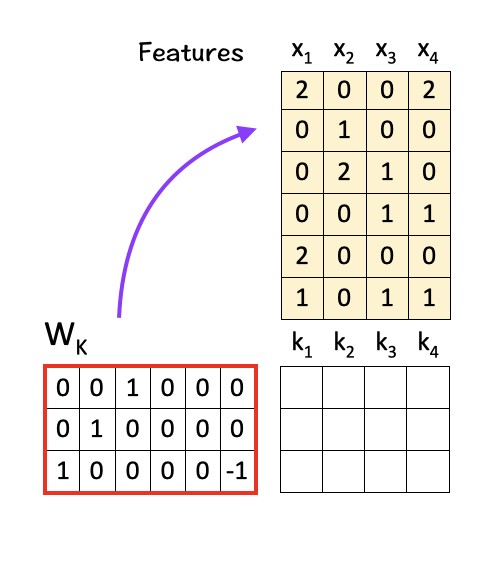 Features x₁ x₂ x₃ x₄
2 0 0 2
0 1 0 0
0 2 1 0
0 0 1 1
2 0 0 0
1 0 1 1
W_K k₁ k₂ k₃ k₄
0 0 1 0 0 0
0 1 0 0 0 0
1 0 0 0 0 -1